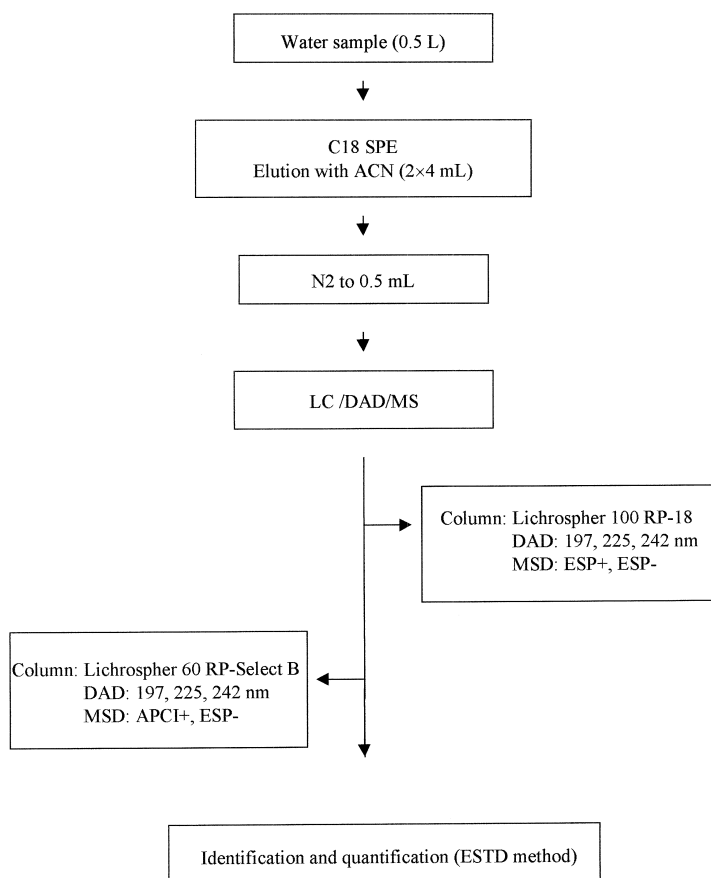 Water sample (0.5 L)
C18 SPE
Elution with ACN (2×4 mL)
N2 to 0.5 mL
LC /DAD/MS
Column: Lichrospher 100 RP-18
DAD: 197, 225, 242 nm
MSD: ESP+, ESP-
Column: Lichrospher 60 RP-Select B
DAD: 197, 225, 242 nm
MSD: APCI+, ESP-
Identification and quantification (ESTD method)